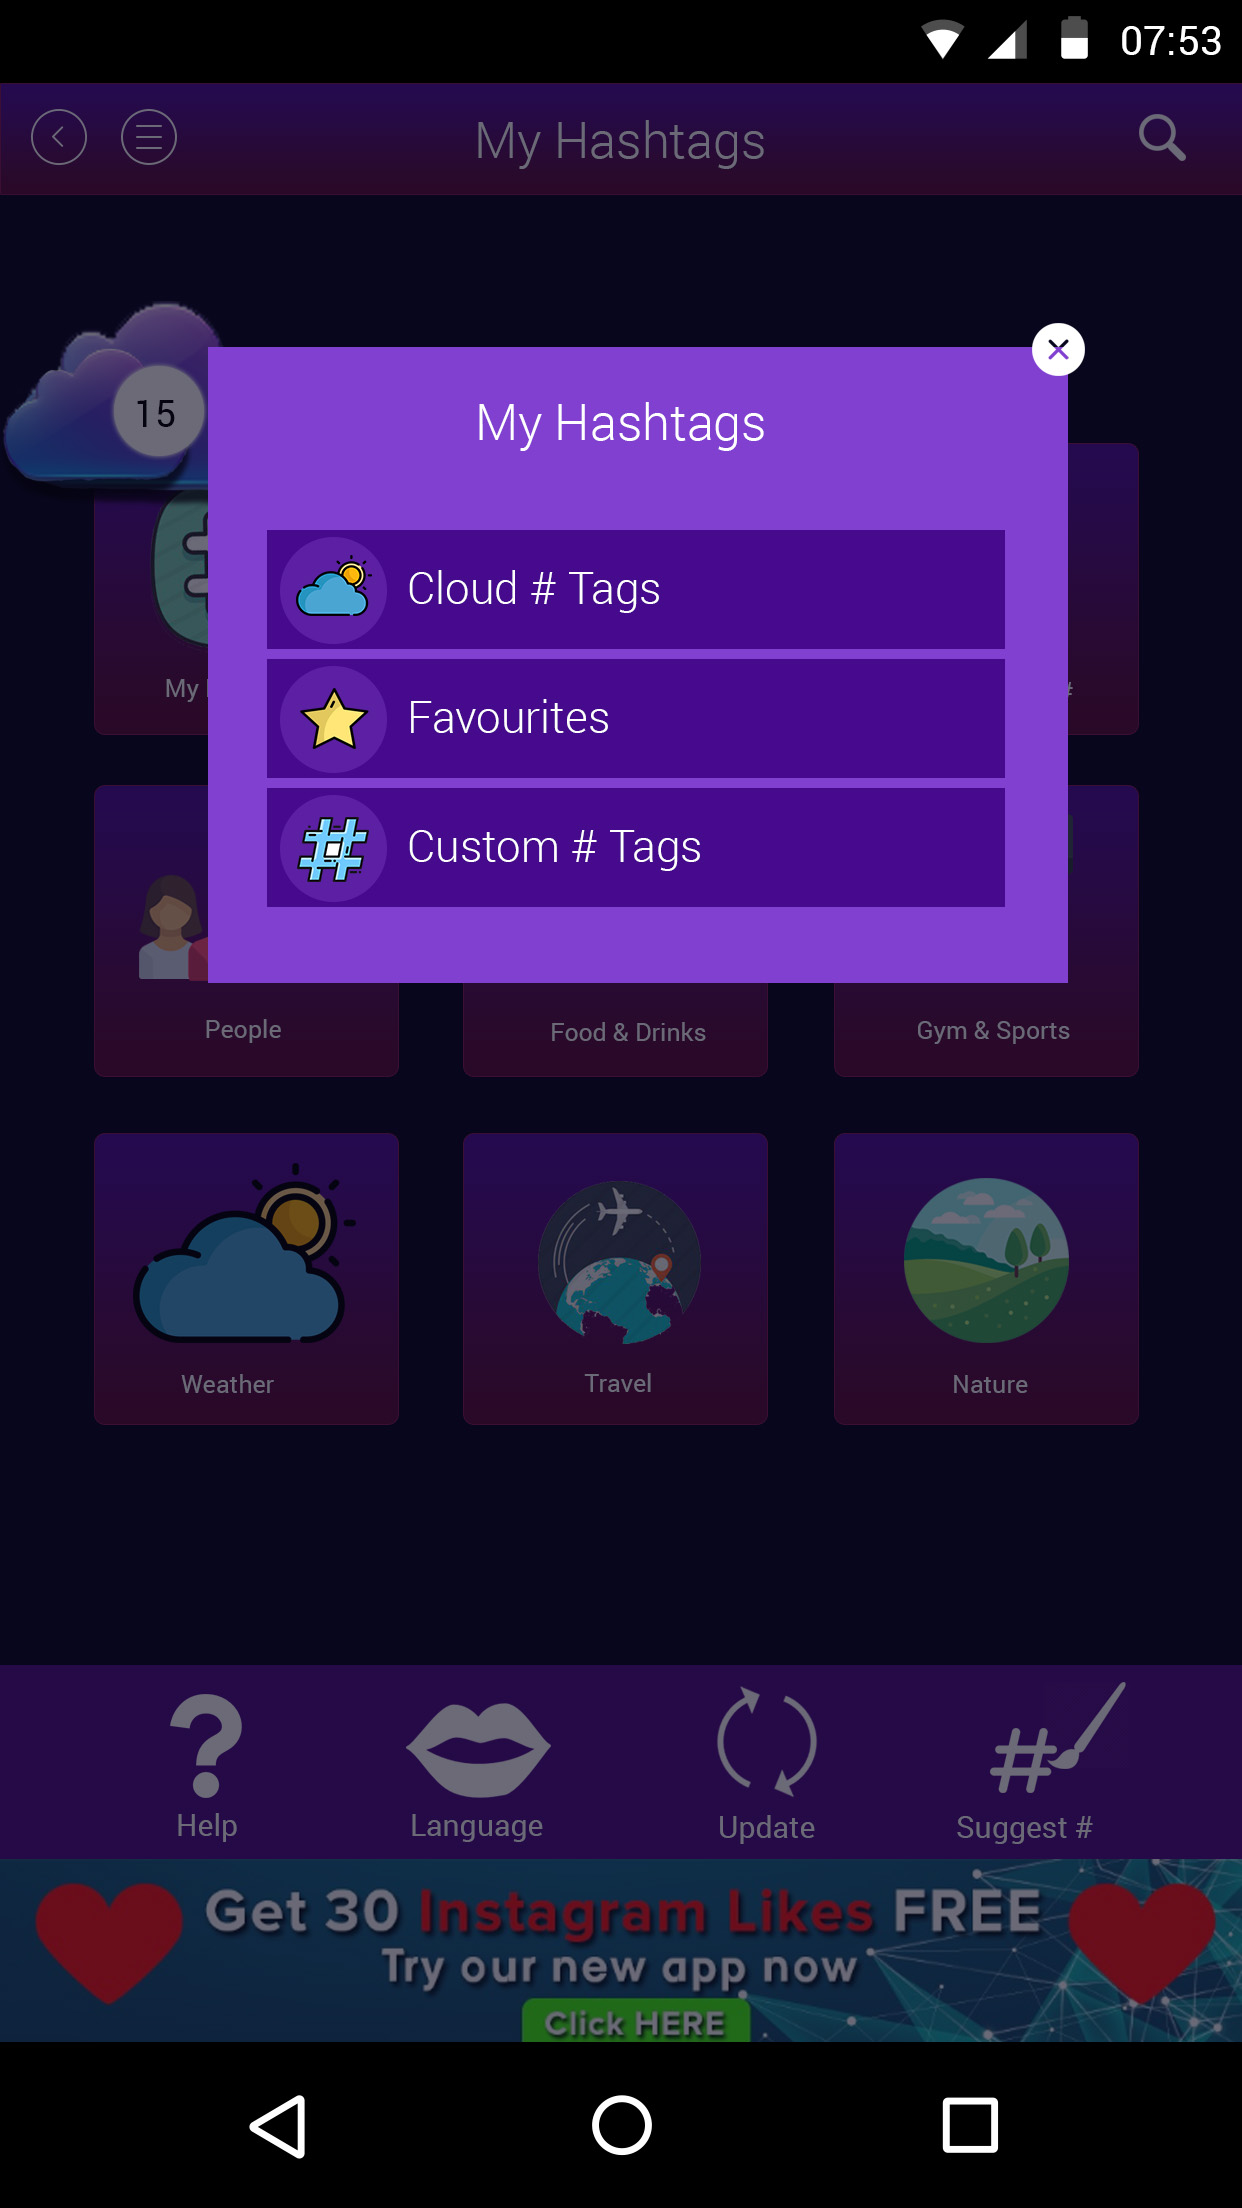 07:53
My Hashtags
15
My Hashtags
Cloud # Tags
Favourites
Custom # Tags
My
#
People
Food & Drinks
Gym & Sports
Weather
Travel
Nature
Help
Language
Update
Suggest #
Get 30 Instagram Likes FREE
Try our new app now
Click HERE